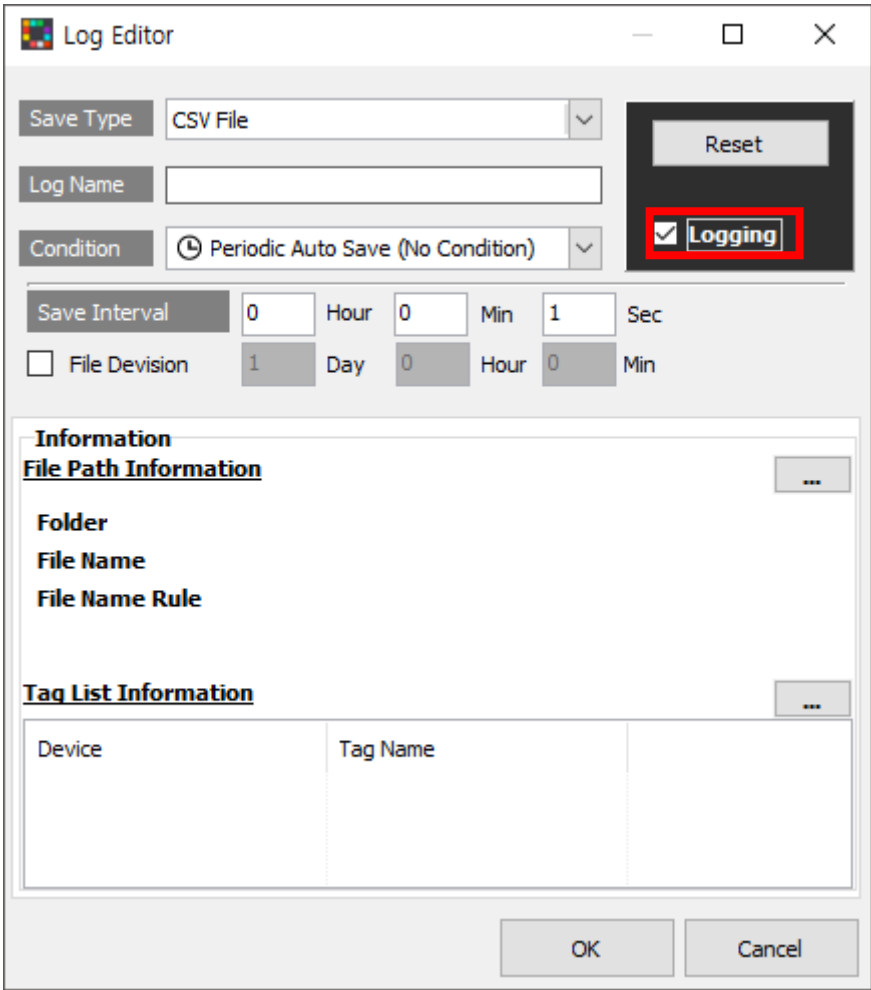 Log Editor
Save Type CSV File
Reset
Log Name
Logging
Condition Periodic Auto Save (No Condition)
Save Interval 0 Hour 0 Min 1 Sec
File Devision 1 Day 0 Hour 0 Min
Information
File Path Information ...
Folder
File Name
File Name Rule
Tag List Information ...
Device Tag Name
OK Cancel